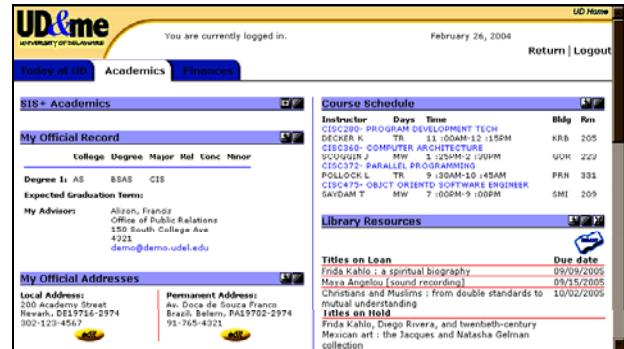 UD Home
UD&me
UNIVERSITY OF DELAWARE
You are currently logged in.
February 26, 2004
Return | Logout
Today at UD
Academics
Finances
SIS+ Academics
My Official Record
College Degree Major Rel Conc Minor
Degree 1: AS BSAS CIS
Expected Graduation Term:
My Advisor: Alison, Francis
Office of Public Relations
150 South College Ave
4321
demo@demo.udel.edu
My Official Addresses
Local Address:
200 Academy Street
Newark, DE19716-2974
302-123-4567
edit
Permanent Address:
Av. Doca de Souza Franco
Brazil. Belem, PA19702-2974
91-765-4321
edit
Course Schedule
Instructor Days Time Bldg Rm
CISC280- PROGRAM DEVELOPMENT TECH
DECKER K TR 11 :00AM-12 :15PM KRB 205
CISC360- COMPUTER ARCHITECTURE
SCOGGIN J MW 1 :25PM-2 :30PM GOR 223
CISC372- PARALLEL PROGRAMMING
POLLOCK L TR 9 :30AM-10 :45AM PRN 331
CISC475- OBJCT ORIENTD SOFTWARE ENGINEER
SAYDAM T MW 7 :00PM-9 :00PM SMI 209
Library Resources
Titles on Loan Due date
Frida Kahlo : a spiritual biography 09/09/2005
Maya Angelou [sound recording] 09/15/2005
Christians and Muslims : from double standards to 10/02/2005
mutual understanding
Titles on Hold
Frida Kahlo, Diego Rivera, and twentieth-century
Mexican art : the Jacques and Natasha Gelman
collection